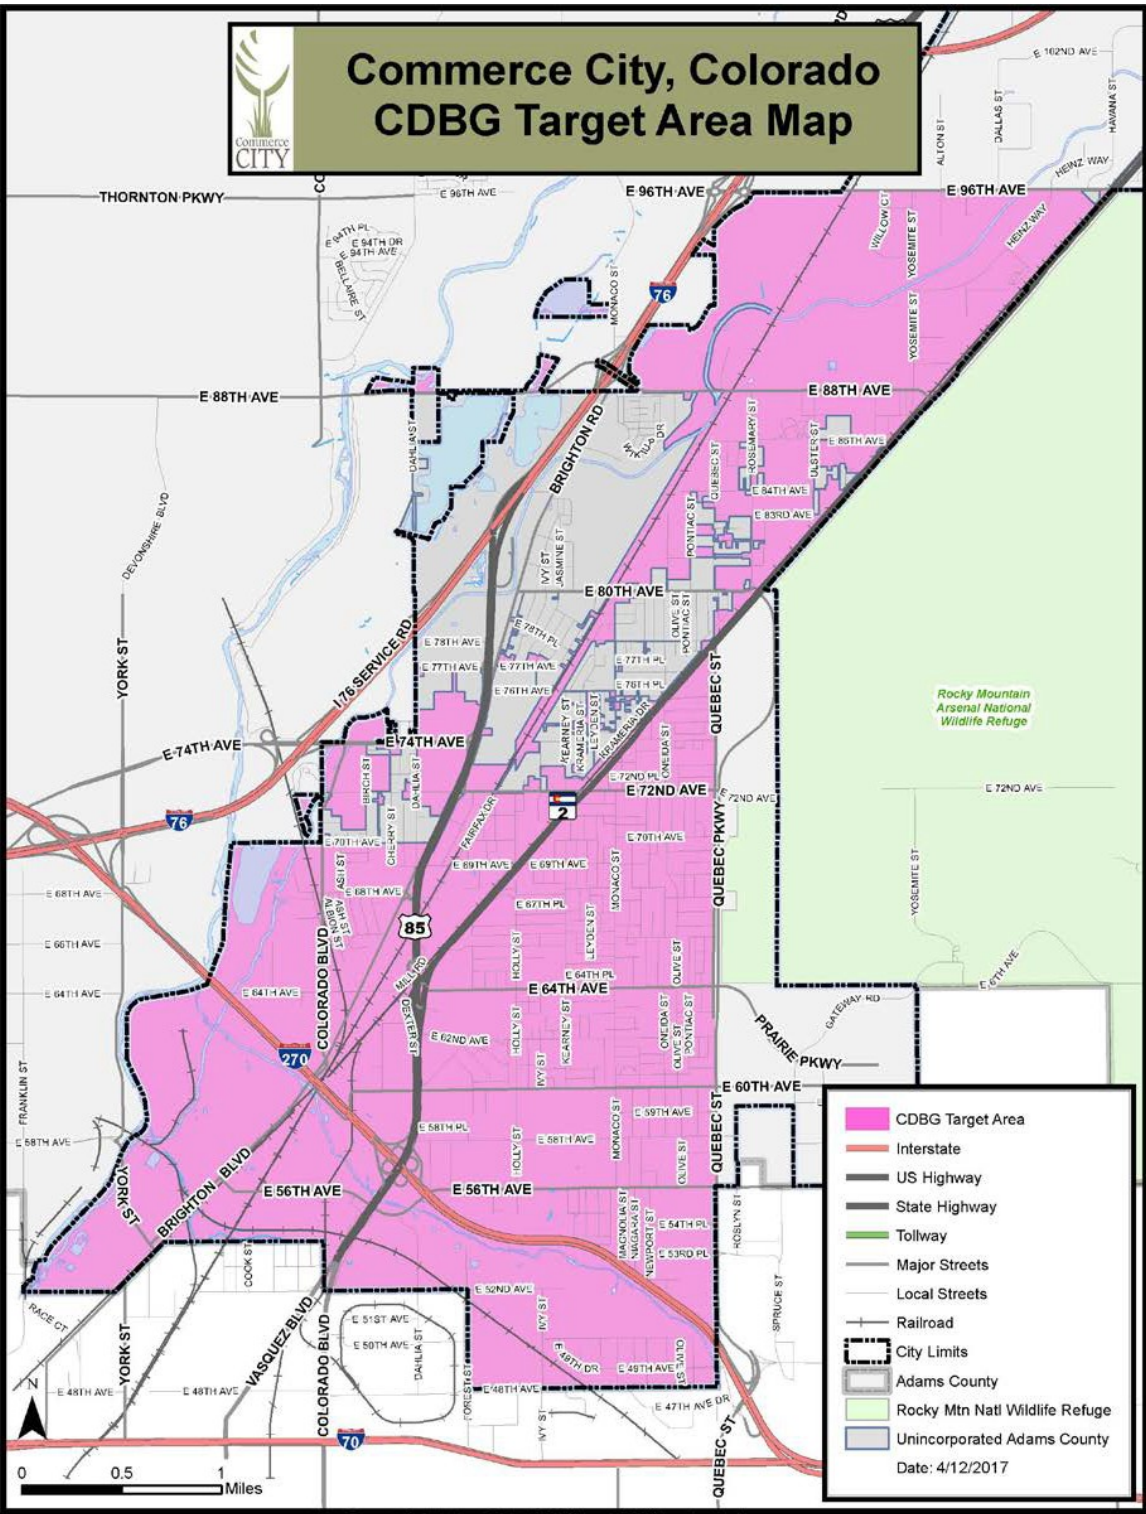 Commerce City, Colorado
CDBG Target Area Map
Commerce
CITY
E 102ND AVE
DALLAS ST
HAVANA ST
ALTON ST
HEINZ WAY
THORNTON PKWY
E 96TH AVE
E 96TH AVE
E 96TH AVE
E 94TH PL
E 94TH DR
E 94TH AVE
BELLAIRE ST
WILLOW CT
YOSEMITE ST
HEINZ WAY
MONACO ST
76
YOSEMITE ST
E 88TH AVE
E 88TH AVE
BRIGHTON RD
DAHLIA ST
QUEBEC ST
ROSEMARY ST
ULSTER ST
E 86TH AVE
E 84TH AVE
E 83RD AVE
PONTIAC ST
DEVONSHIRE BLVD
IVY ST
JASMINE ST
E 80TH AVE
OLIVE ST
PONTIAC ST
E 78TH PL
E 78TH AVE
E 77TH AVE
E 77TH AVE
E 77TH PL
E 76TH AVE
E 76TH PL
YORK ST
I 76 SERVICE RD
QUEBEC ST
Rocky Mountain
Arsenal National
Wildlife Refuge
KEARNEY ST
KRAMERIA ST
LEYDEN ST
KRAMERIA DR
ONEIDA ST
E 74TH AVE
E 74TH AVE
BIRCH ST
DAHLIA ST
E 72ND PL
E 72ND AVE
E 72ND AVE
E 72ND AVE
2
76
FAIRFAX DR
CHERRY ST
E 70TH AVE
E 70TH AVE
QUEBEC PKWY
E 69TH AVE
E 69TH AVE
MONACO ST
YOSEMITE ST
E 68TH AVE
E 68TH AVE
ASH ST
ASH ST
ALBION ST
E 67TH PL
85
LEYDEN ST
HOLLY ST
E 66TH AVE
COLORADO BLVD
MILL RD
E 64TH PL
OLIVE ST
E 64TH AVE
E 64TH AVE
E 64TH AVE
E 6TH AVE
GATEWAY RD
DEXTER ST
E 62ND AVE
HOLLY ST
KEARNEY ST
ONEIDA ST
OLIVE ST
PONTIAC ST
PRAIRIE PKWY
270
IVY ST
FRANKLIN ST
E 60TH AVE
E 59TH AVE
MONACO ST
E 58TH PL
E 58TH AVE
E 58TH AVE
HOLLY ST
OLIVE ST
QUEBEC ST
YORK ST
BRIGHTON BLVD
E 56TH AVE
E 56TH AVE
MAGNOLIA ST
NIAGARA ST
NEWPORT ST
E 54TH PL
E 53RD PL
ROSLYN ST
COOK ST
E 52ND AVE
SPRUCE ST
RACE CT
YORK ST
VASQUEZ BLVD
COLORADO BLVD
E 51ST AVE
E 50TH AVE
DAHLIA ST
IVY ST
E 48TH DR
E 49TH AVE
OLIVE ST
E 48TH AVE
E 48TH AVE
E 48TH AVE
FOREST ST
IVY ST
E 47TH AVE DR
QUEBEC ST
70
N
0 0.5 1
Miles
CDBG Target Area
Interstate
US Highway
State Highway
Tollway
Major Streets
Local Streets
Railroad
City Limits
Adams County
Rocky Mtn Natl Wildlife Refuge
Unincorporated Adams County
Date: 4/12/2017